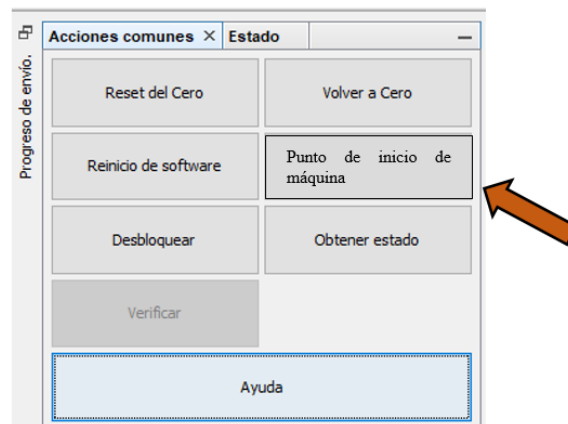 Progreso de envío.
Acciones comunes × Estado
Reset del Cero
Volver a Cero
Reinicio de software
Punto de inicio de
máquina
Desbloquear
Obtener estado
Verificar
Ayuda